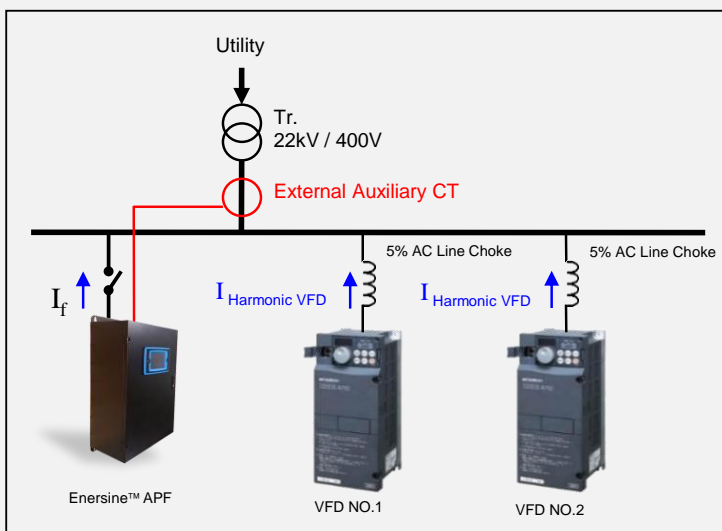 Utility
Tr.
22kV / 400V
External Auxiliary CT
5% AC Line Choke
5% AC Line Choke
If
I Harmonic VFD
I Harmonic VFD
Enersine™ APF
VFD NO.1
VFD NO.2